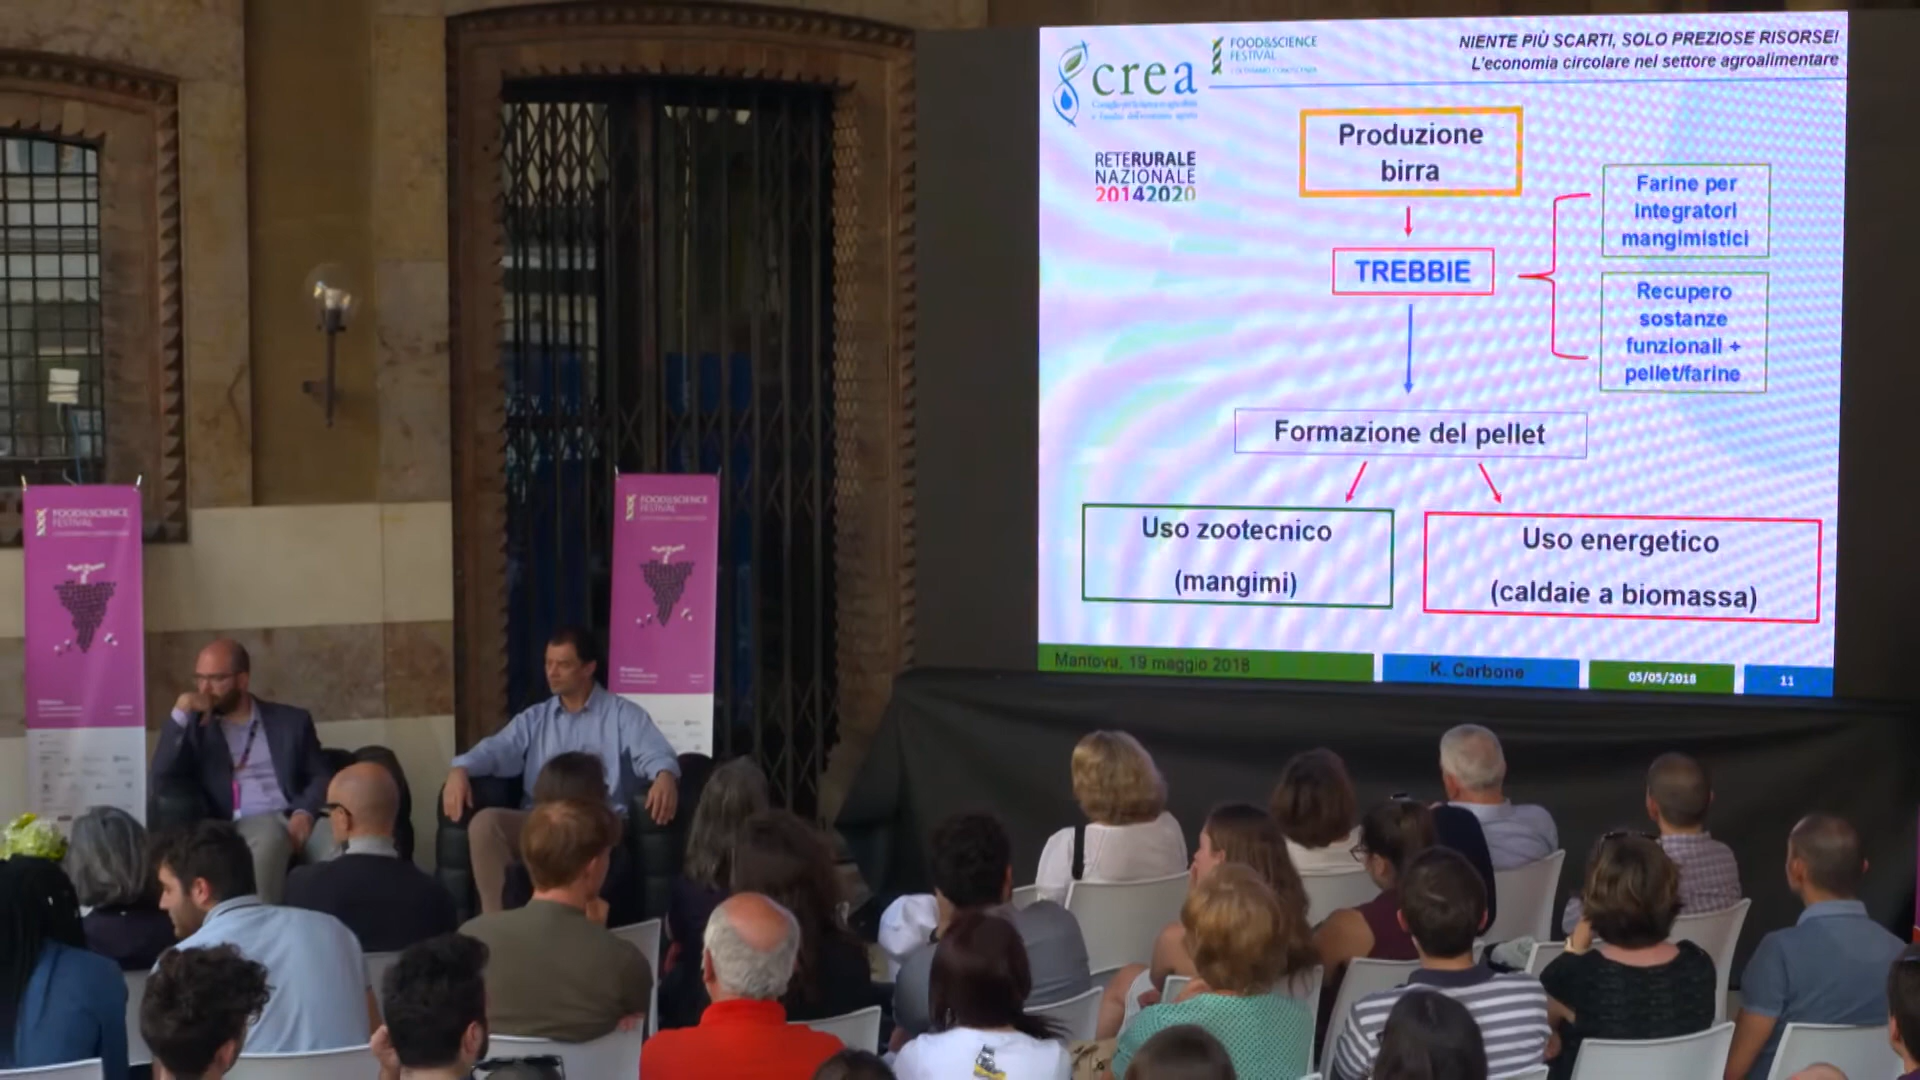 crea
FOOD&SCIENCE
FESTIVAL
NIENTE PIÙ SCARTI, SOLO PREZIOSE RISORSE!
L'economia circolare nel settore agroalimentare
RETERURALE
NAZIONALE
20142020
Produzione
birra
TREBBIE
Farine per
integratori
mangimistici
Recupero
sostanze
funzionali +
pellet/farine
Formazione del pellet
Uso zootecnico
(mangimi)
Uso energetico
(caldaie a biomassa)
Mantova, 19 maggio 2018
K. Carbone
05/05/2018
11
FOOD&SCIENCE
FESTIVAL
FOOD&SCIENCE
FESTIVAL